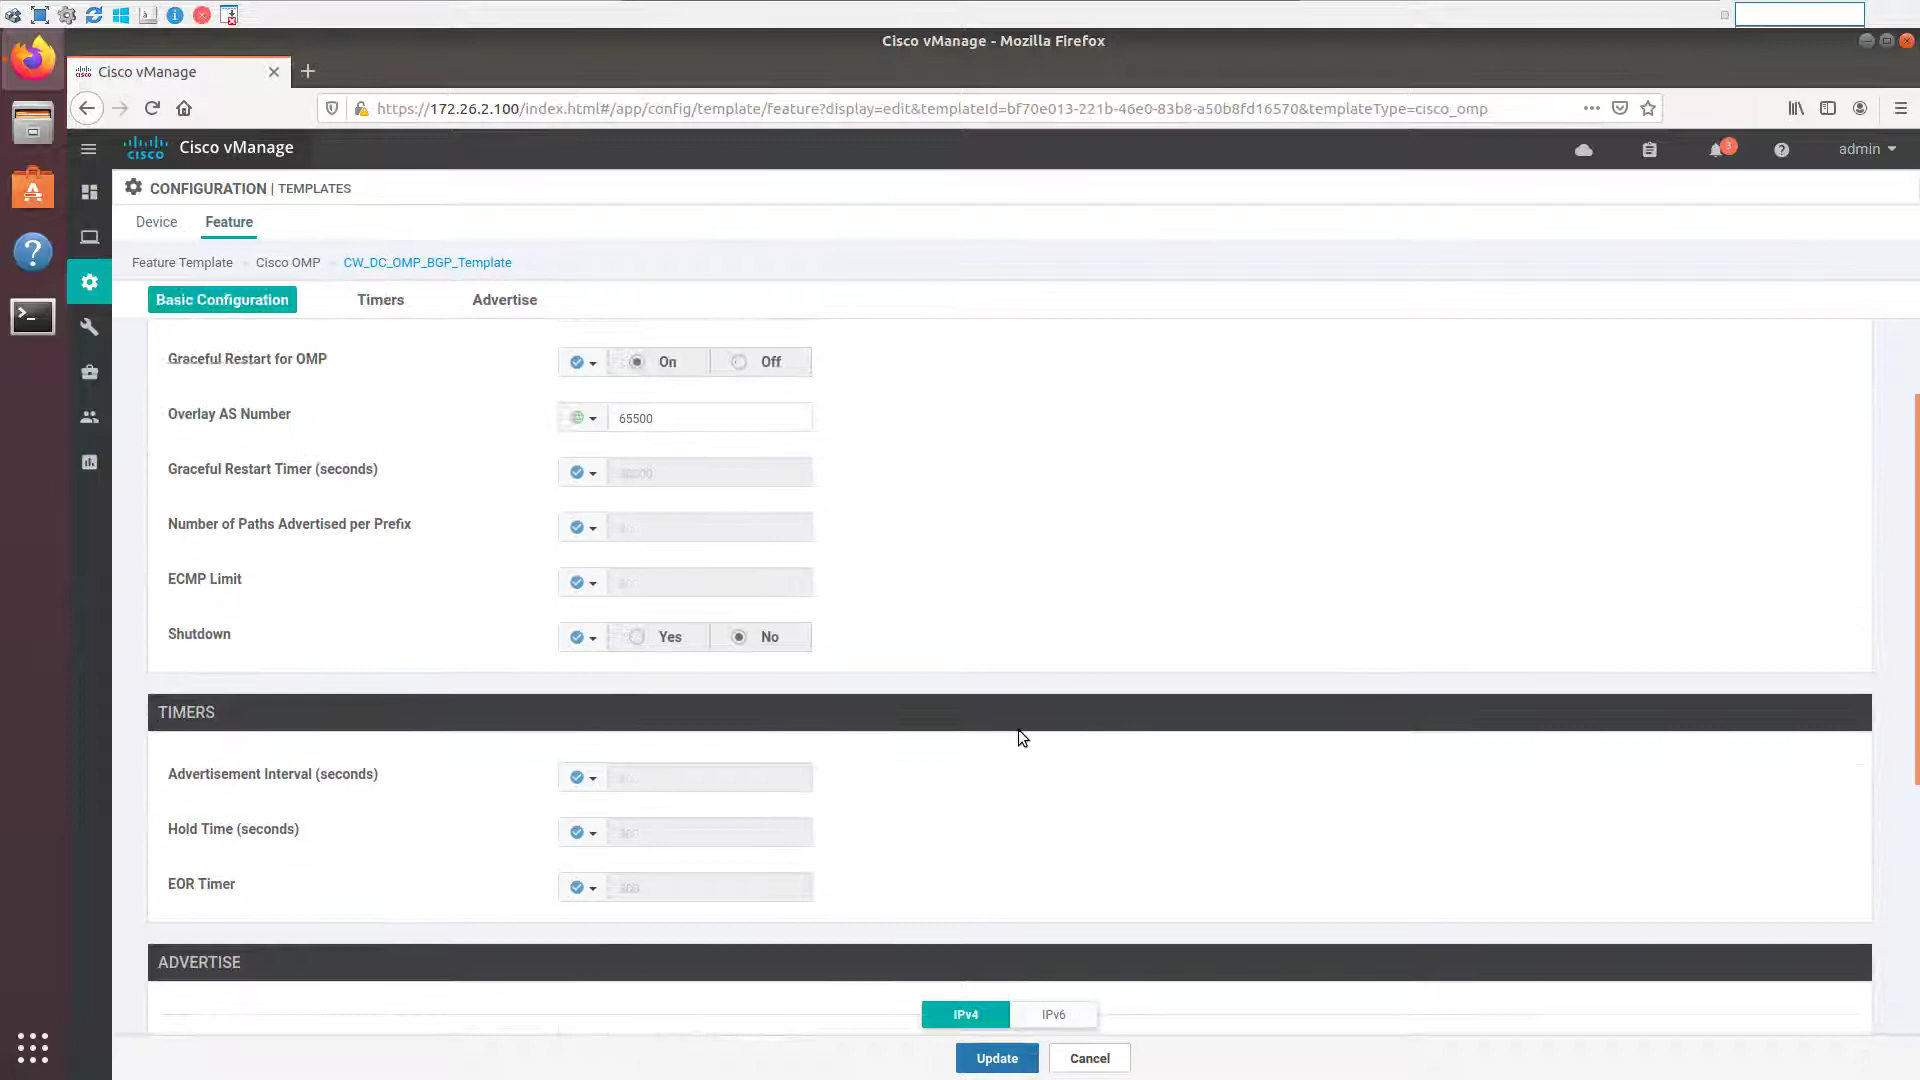 Cisco vManage - Mozilla Firefox
Cisco vManage
https://172.26.2.100/index.html#/app/config/template/feature?display=edit&templateId=bf70e013-221b-46e0-83b8-a50b8fd16570&templateType=cisco_omp
CISCO
Cisco vManage
3
admin
CONFIGURATION | TEMPLATES
Device
Feature
Feature Template
Cisco OMP
CW_DC_OMP_BGP_Template
Basic Configuration
Timers
Advertise
Graceful Restart for OMP
On
Off
Overlay AS Number
65500
Graceful Restart Timer (seconds)
Number of Paths Advertised per Prefix
ECMP Limit
Shutdown
Yes
No
TIMERS
Advertisement Interval (seconds)
Hold Time (seconds)
EOR Timer
ADVERTISE
IPv4
IPv6
Update
Cancel